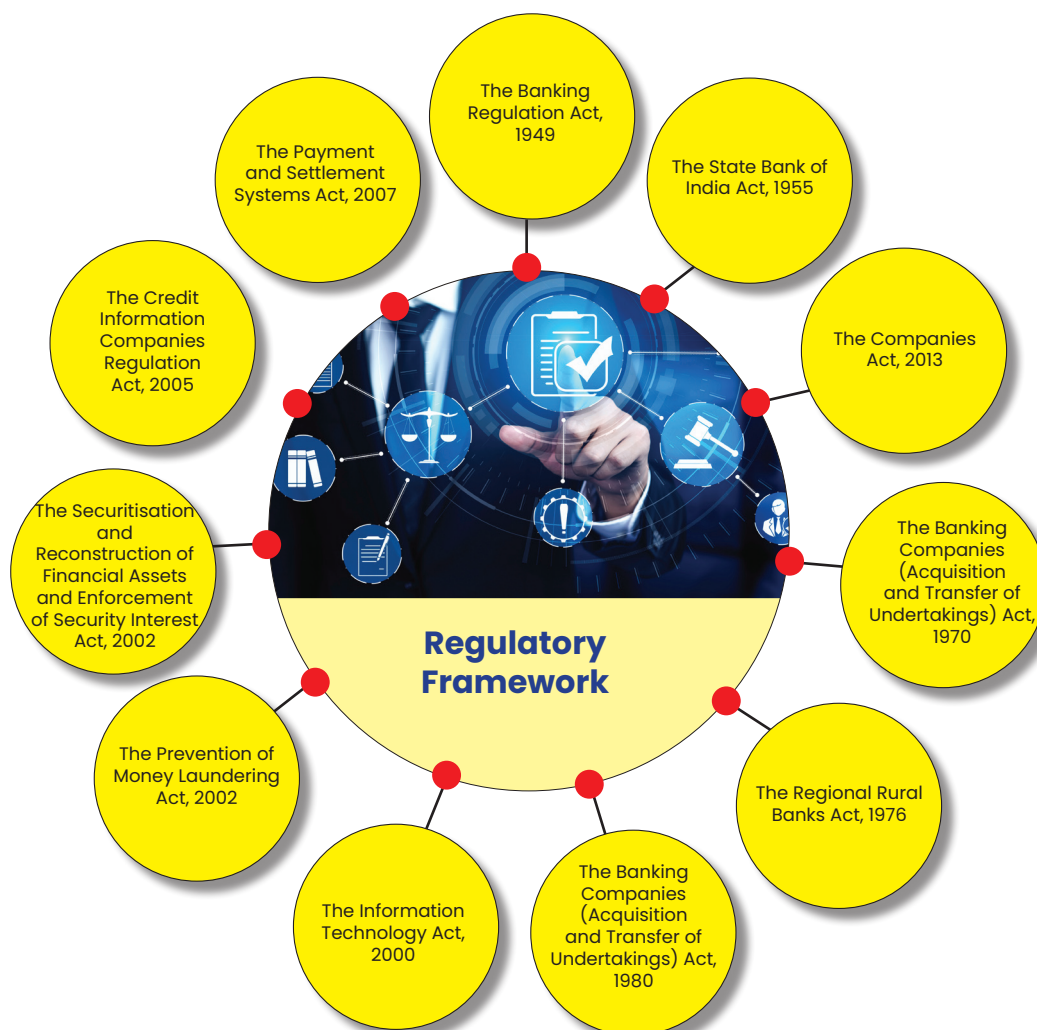 The Banking
Regulation Act,
1949
The State Bank of
India Act, 1955
The Companies
Act, 2013
The Banking
Companies
(Acquisition
and Transfer of
Undertakings) Act,
1970
The Regional Rural
Banks Act, 1976
The Banking
Companies
(Acquisition
and Transfer of
Undertakings) Act,
1980
The Information
Technology Act,
2000
The Prevention of
Money Laundering
Act, 2002
The Securitisation
and
Reconstruction of
Financial Assets
and Enforcement
of Security Interest
Act, 2002
The Credit
Information
Companies
Regulation
Act, 2005
The Payment
and Settlement
Systems Act, 2007
Regulatory
Framework